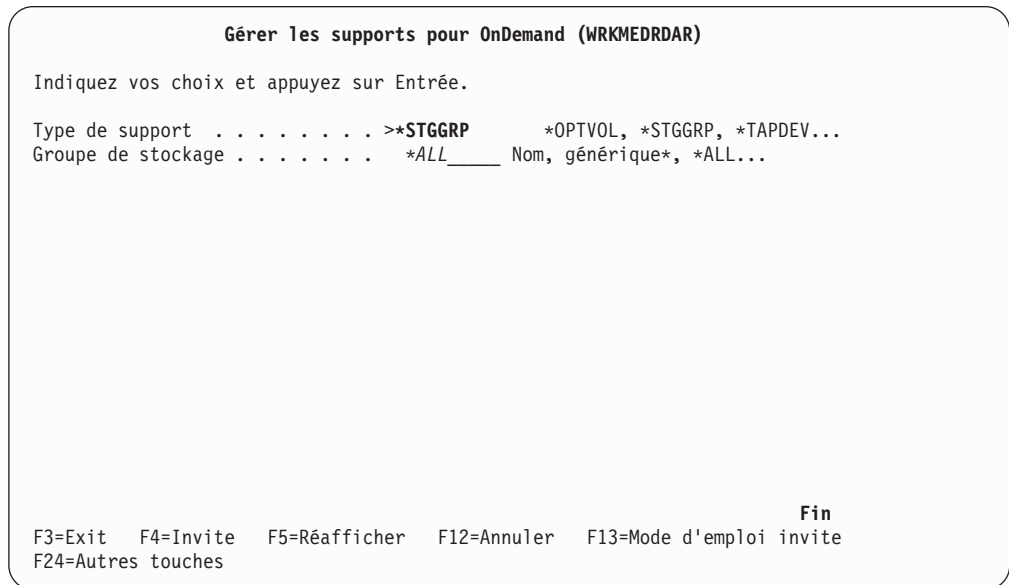 Gérer les supports pour OnDemand (WRKMEDRDAR)
Indiquez vos choix et appuyez sur Entrée.
Type de support . . . . . . . . >*STGGRP *OPTVOL, *STGGRP, *TAPDEV...
Groupe de stockage . . . . . . . *ALL_____ Nom, générique*, *ALL...
Fin
F3=Exit F4=Invite F5=Réafficher F12=Annuler F13=Mode d'emploi invite
F24=Autres touches